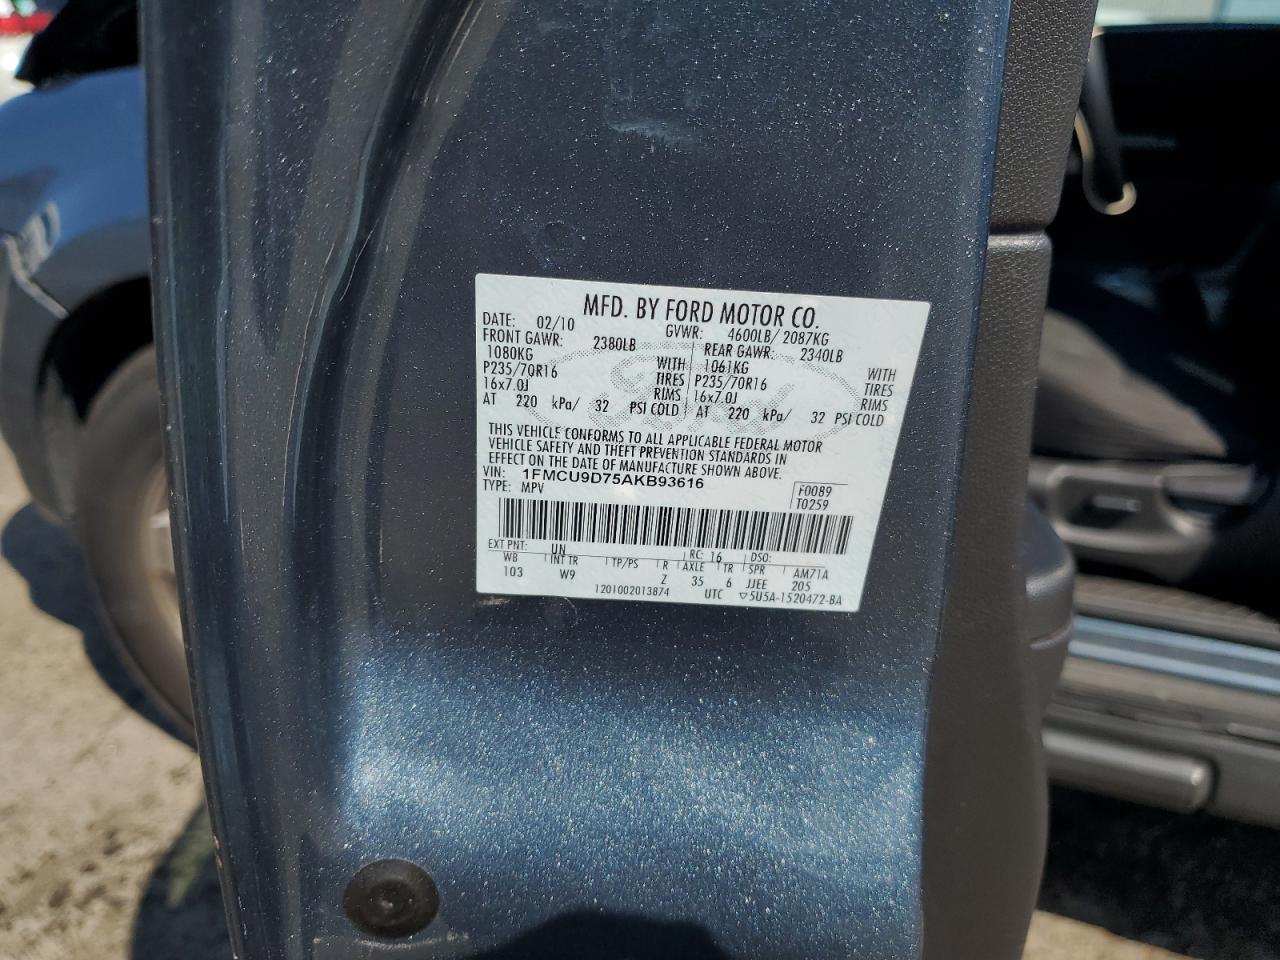 MFD. BY FORD MOTOR CO.
DATE: 02/10 GVWR: 4600LB/ 2087KG
FRONT GAWR: 2380LB REAR GAWR: 2340LB
1080KG WITH 1061KG WITH
P235/70R16 TIRES P235/70R16 TIRES
16x7.0J RIMS 16x7.0J RIMS
AT 220 kPa/ 32 PSI COLD AT 220 kPa/ 32 PSI COLD
THIS VEHICLE CONFORMS TO ALL APPLICABLE FEDERAL MOTOR
VEHICLE SAFETY AND THEFT PREVENTION STANDARDS IN
EFFECT ON THE DATE OF MANUFACTURE SHOWN ABOVE.
VIN: 1FMCU9D75AKB93616 F0089
TYPE: MPV T0259
EXT PNT: UN RC: 16 DSO:
WB INT TR TP/PS R AXLE TR SPR AM71A
103 W9 Z 35 6 JJEE 205
1201002013874 UTC ▽5U5A-1520472-BA